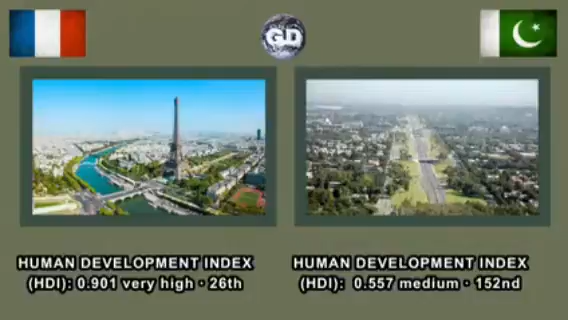 GD
HUMAN DEVELOPMENT INDEX
(HDI): 0.901 very high · 26th
HUMAN DEVELOPMENT INDEX
(HDI): 0.557 medium · 152nd